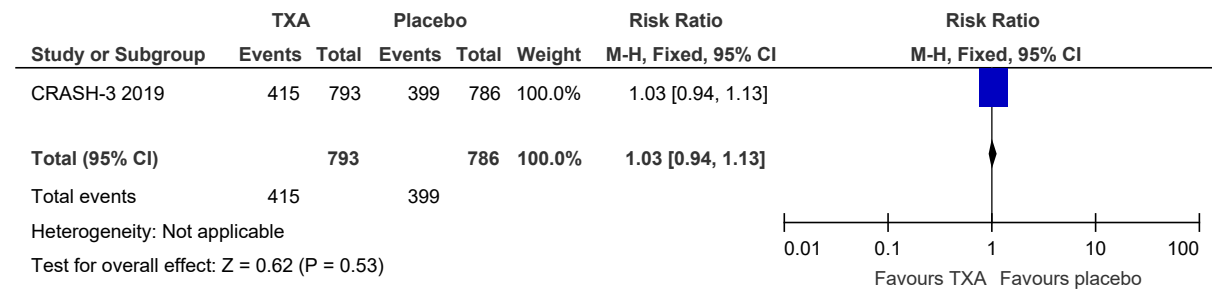 TXA Placebo Risk Ratio Risk Ratio
Study or Subgroup Events Total Events Total Weight M-H, Fixed, 95% CI M-H, Fixed, 95% CI
CRASH-3 2019 415 793 399 786 100.0% 1.03 [0.94, 1.13]
Total (95% CI) 793 786 100.0% 1.03 [0.94, 1.13]
Total events 415 399
Heterogeneity: Not applicable
Test for overall effect: Z = 0.62 (P = 0.53)
0.01 0.1 1 10 100
Favours TXA Favours placebo